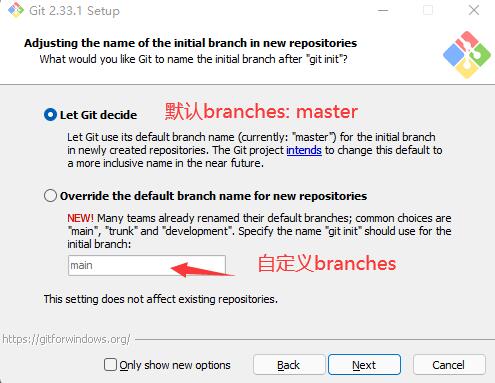 Git 2.33.1 Setup
Adjusting the name of the initial branch in new repositories
What would you like Git to name the initial branch after "git init"?
Let Git decide
默认branches: master
Let Git use its default branch name (currently: "master") for the initial branch
in newly created repositories. The Git project intends to change this default to
a more inclusive name in the near future.
Override the default branch name for new repositories
NEW! Many teams already renamed their default branches; common choices are
"main", "trunk" and "development". Specify the name "git init" should use for the
initial branch:
main
自定义branches
This setting does not affect existing repositories.
https://gitforwindows.org/
Only show new options
Back
Next
Cancel